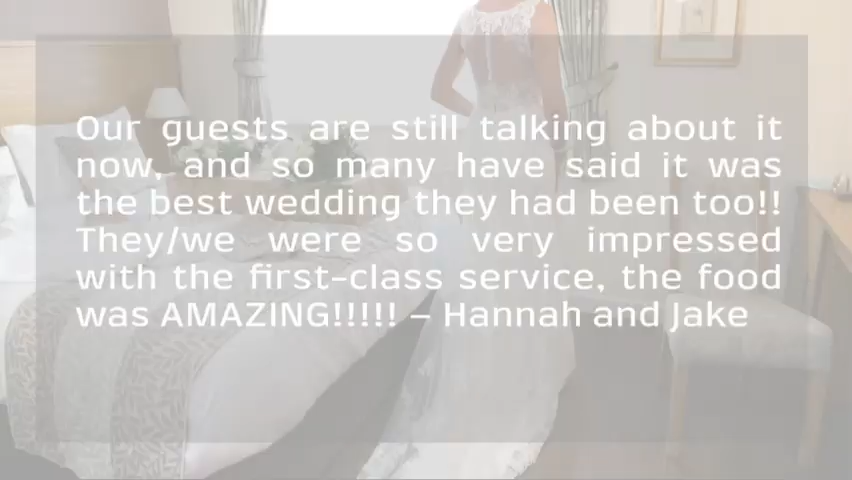 Our guests are still talking about it
now, and so many have said it was
the best wedding they had been too!!
They/we were so very impressed
with the first-class service, the food
was AMAZING!!!!! – Hannah and Jake